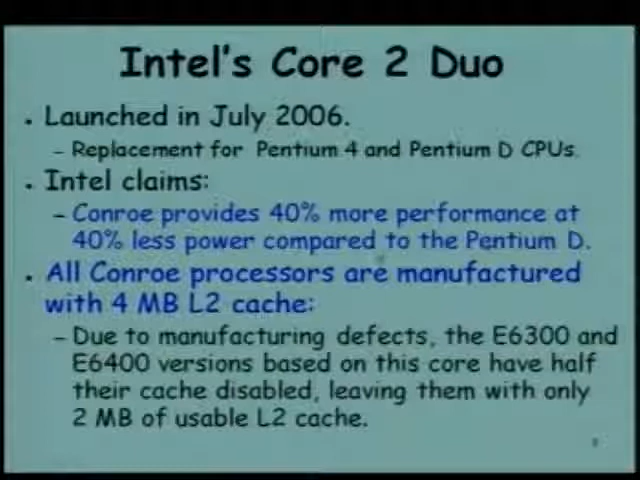 Intel's Core 2 Duo
• Launched in July 2006.
– Replacement for Pentium 4 and Pentium D CPUs.
• Intel claims:
– Conroe provides 40% more performance at
40% less power compared to the Pentium D.
• All Conroe processors are manufactured
with 4 MB L2 cache:
– Due to manufacturing defects, the E6300 and
E6400 versions based on this core have half
their cache disabled, leaving them with only
2 MB of usable L2 cache.